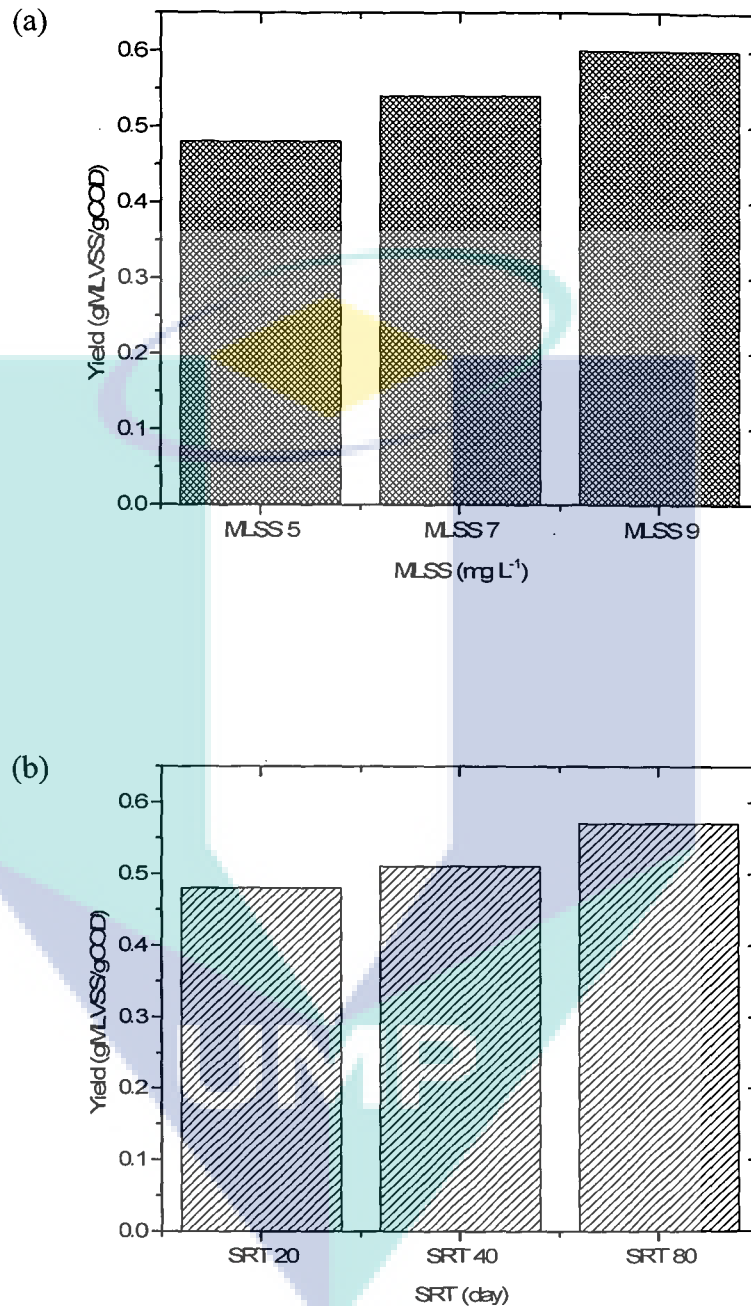 (a)
0.6
0.5
0.4
0.3
0.2
0.1
0.0
Yield (gMLVSS/gCOD)
MLSS 5 MLSS 7 MLSS 9
MLSS (mg L⁻¹)
(b)
0.6
0.5
0.4
0.3
0.2
0.1
0.0
Yield (gMLVSS/gCOD)
UMP
SRT 20 SRT 40 SRT 80
SRT (day)